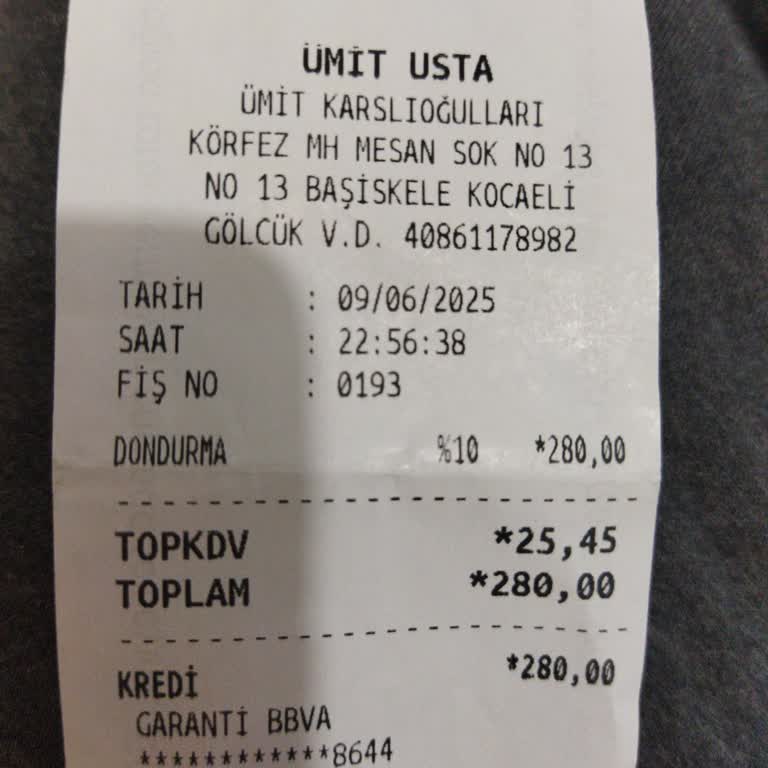 ÜMİT USTA
ÜMİT KARSLIOĞULLARI
KÖRFEZ MH MESAN SOK NO 13
NO 13 BAŞİSKELE KOCAELİ
GÖLCÜK V.D. 40861178982
TARİH : 09/06/2025
SAAT : 22:56:38
FİŞ NO : 0193
DONDURMA %10 *280,00
TOPKDV *25,45
TOPLAM *280,00
KREDİ *280,00
GARANTİ BBVA
************8644